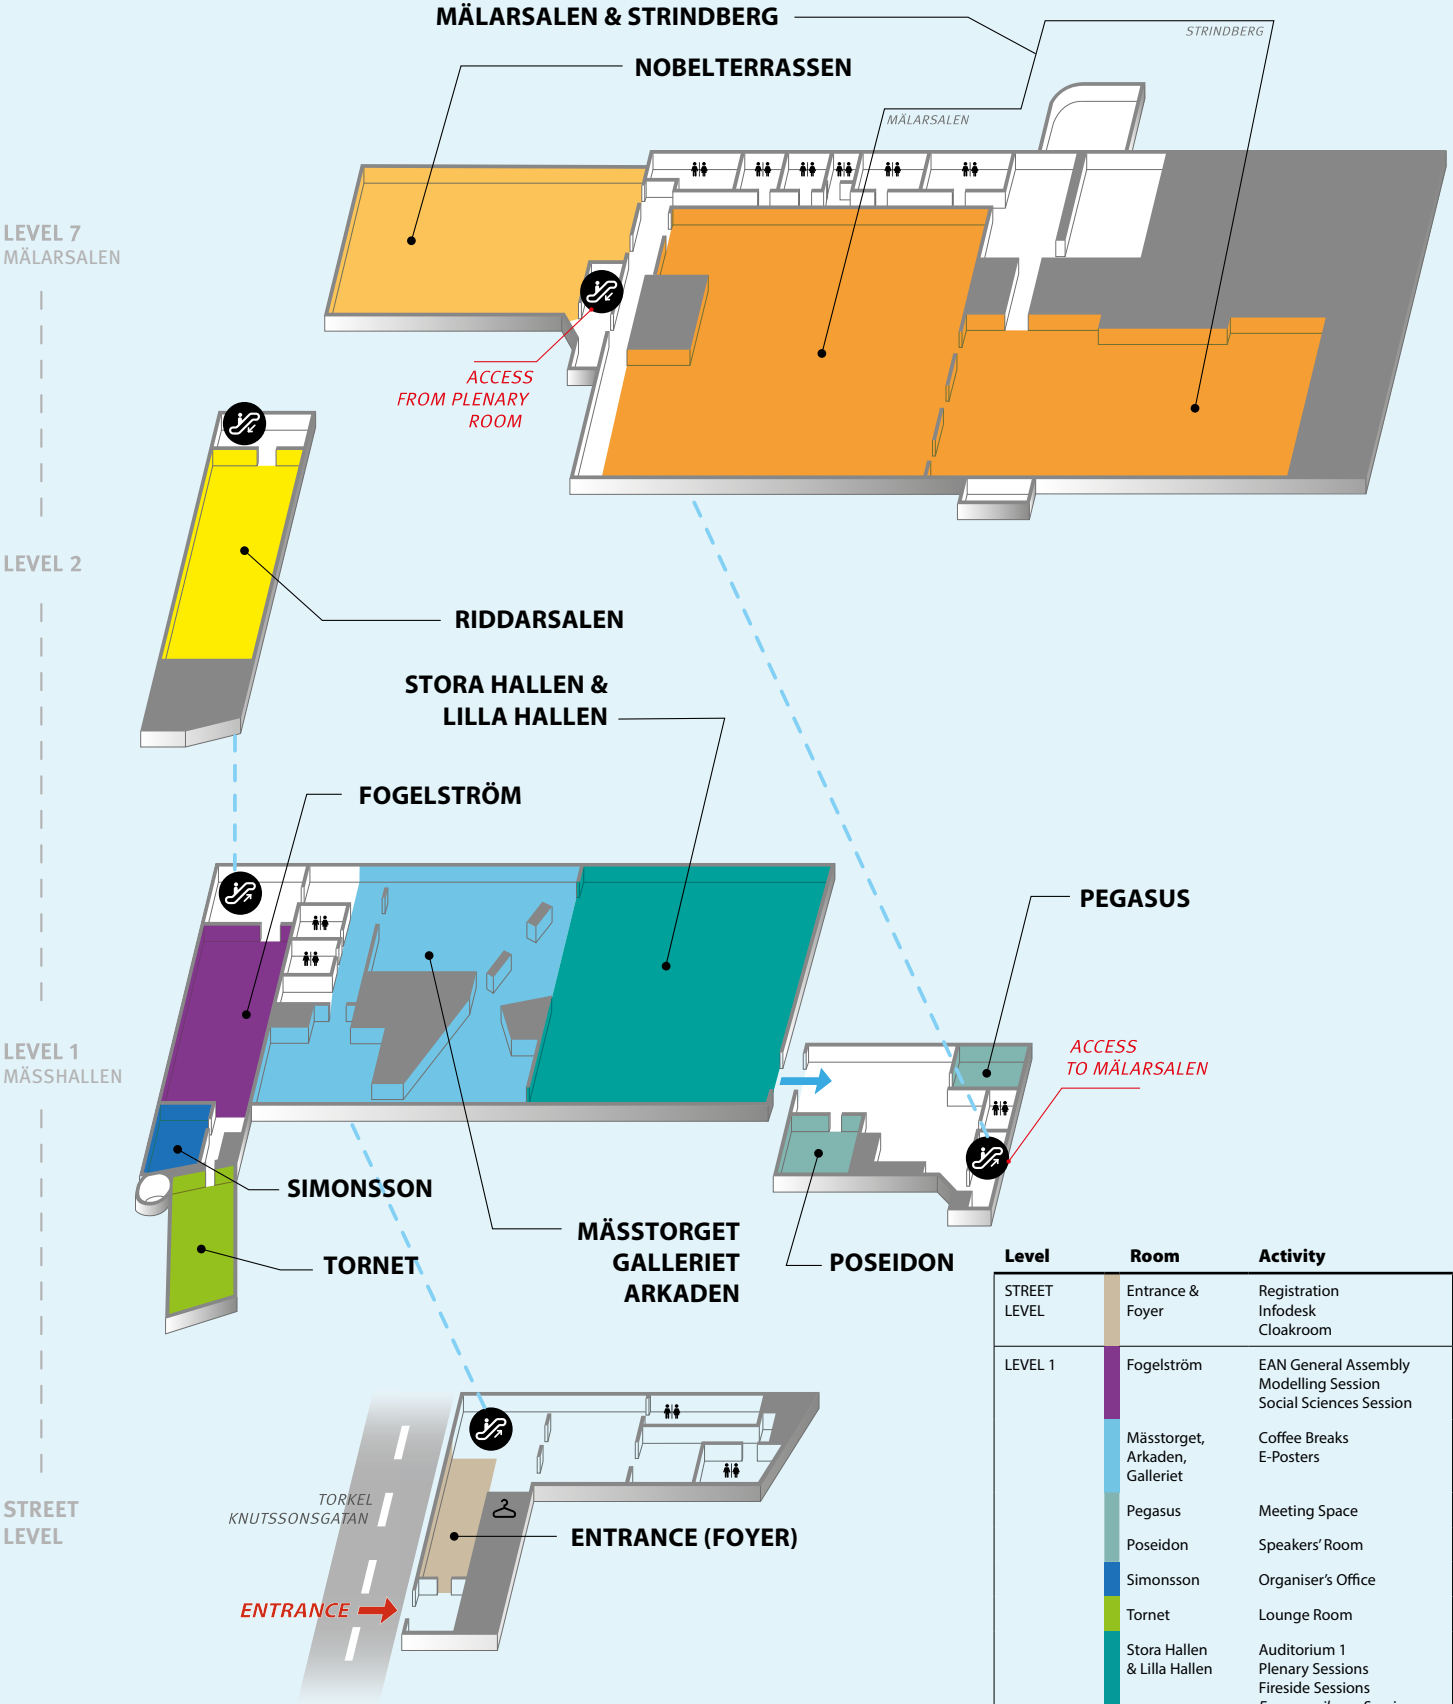 MÄLARSALEN & STRINDBERG
STRINDBERG
NOBELTERRASSEN
MÄLARSALEN
LEVEL 7
MÄLARSALEN
ACCESS
FROM PLENARY
ROOM
LEVEL 2
RIDDARSALEN
STORA HALLEN &
LILLA HALLEN
FOGELSTRÖM
PEGASUS
LEVEL 1
MÄSSHALLEN
ACCESS
TO MÄLARSALEN
SIMONSSON
MÄSSTORGET
GALLERIET
ARKADEN
TORNET
POSEIDON
Level Room Activity
STREET LEVEL Entrance & Foyer Registration
Infodesk
Cloakroom
LEVEL 1 Fogelström EAN General Assembly
Modelling Session
Social Sciences Session
Mässtorget, Coffee Breaks
Arkaden, E-Posters
Galleriet
Pegasus Meeting Space
Poseidon Speakers' Room
Simonsson Organiser's Office
Tornet Lounge Room
Stora Hallen Auditorium 1
& Lilla Hallen Plenary Sessions
Fireside Sessions
TORKEL
KNUTSSONSGATAN
STREET
LEVEL
ENTRANCE (FOYER)
ENTRANCE